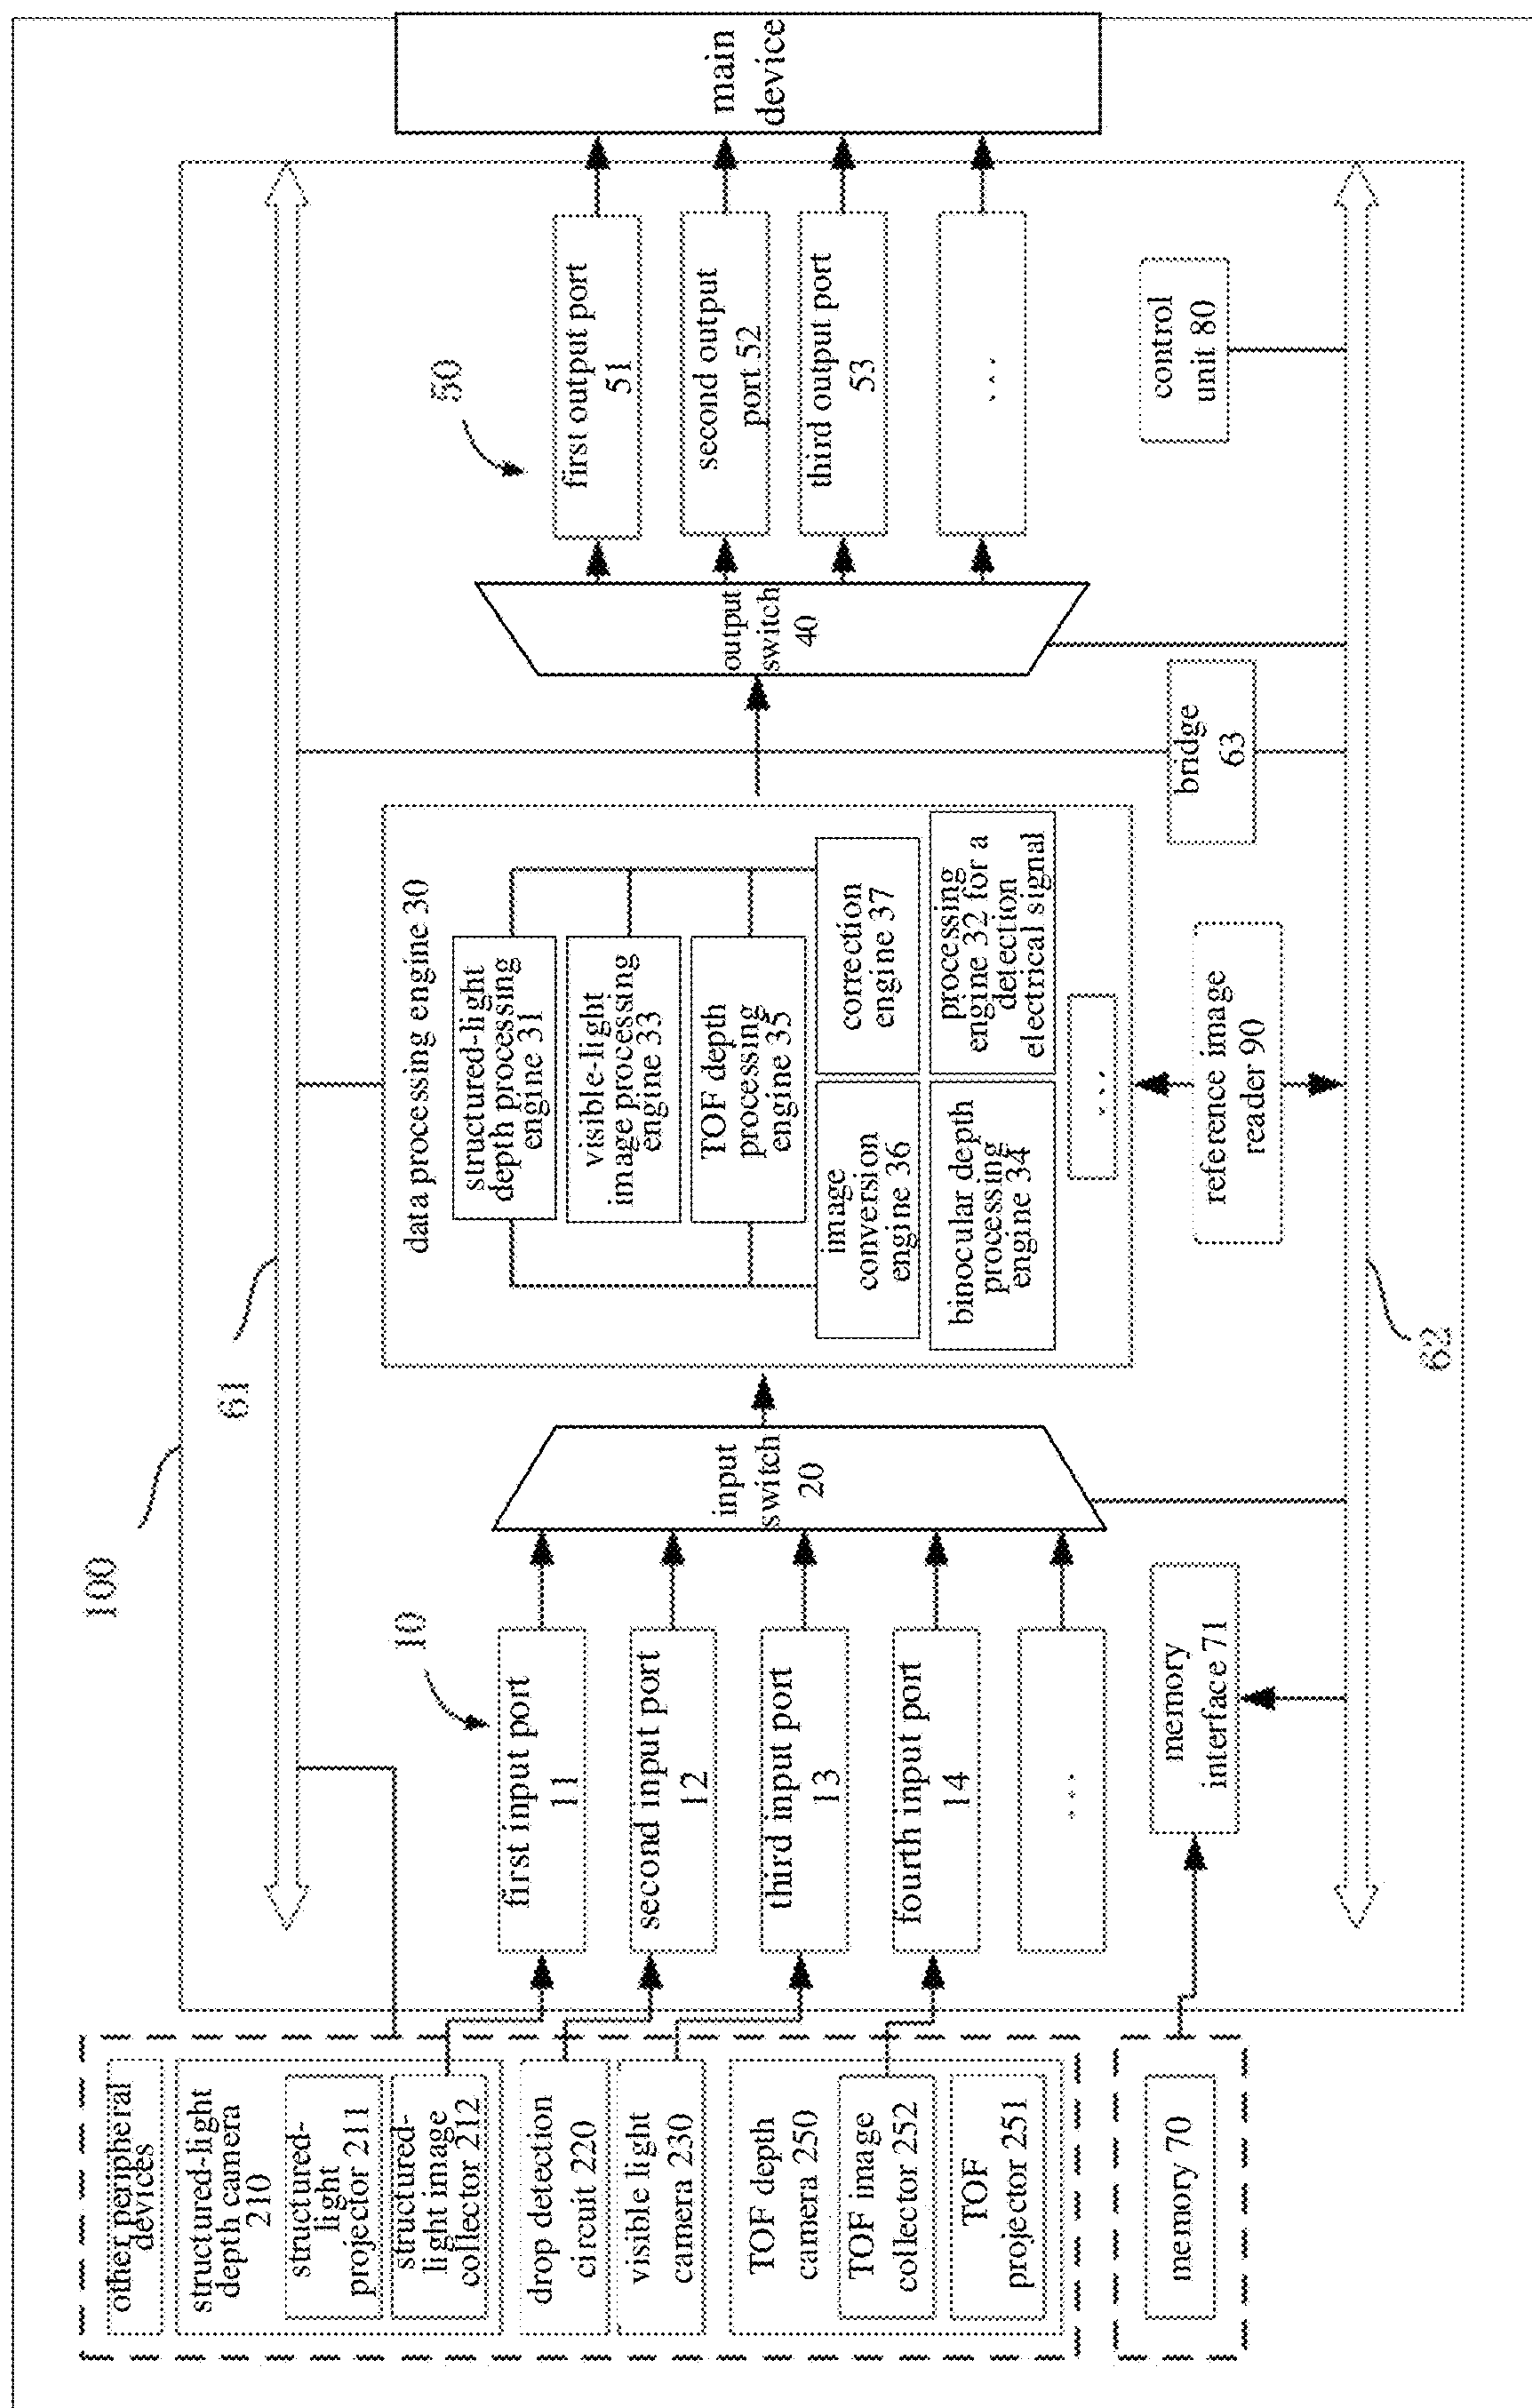 100
61
10
50
62
other peripheral
devices
structured-light
depth camera
210
structured-
light
projector 211
structured-
light image
collector 212
drop detection
circuit 220
visible light
camera 230
TOF depth
camera 250
TOF image
collector 252
TOF
projector 251
memory 70
first input port
11
second input port
12
third input port
13
fourth input port
14
...
memory
interface 71
input
switch
20
data processing engine 30
structured-light
depth processing
engine 31
visible-light
image processing
engine 33
TOF depth
processing
engine 35
image
conversion
engine 36
correction
engine 37
binocular depth
processing
engine 34
processing
engine 32 for a
detection
electrical signal
...
reference image
reader 90
bridge
63
output
switch
40
first output port
51
second output
port 52
third output port
53
...
control
unit 80
main
device